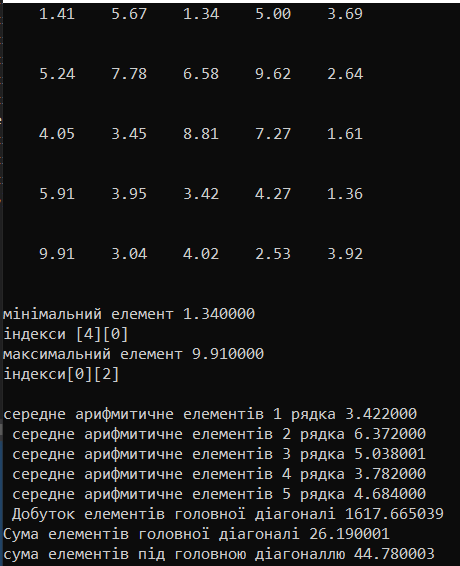 1.41 5.67 1.34 5.00 3.69
5.24 7.78 6.58 9.62 2.64
4.05 3.45 8.81 7.27 1.61
5.91 3.95 3.42 4.27 1.36
9.91 3.04 4.02 2.53 3.92
мінімальний елемент 1.340000
індекси [4][0]
максимальний елемент 9.910000
індекси[0][2]
середне арифмитичне елементів 1 рядка 3.422000
середне арифмитичне елементів 2 рядка 6.372000
середне арифмитичне елементів 3 рядка 5.038001
середне арифмитичне елементів 4 рядка 3.782000
середне арифмитичне елементів 5 рядка 4.684000
Добуток елементів головної діагоналі 1617.665039
Сума елементів головної діагоналі 26.190001
сума елементів під головною діагоналлю 44.780003